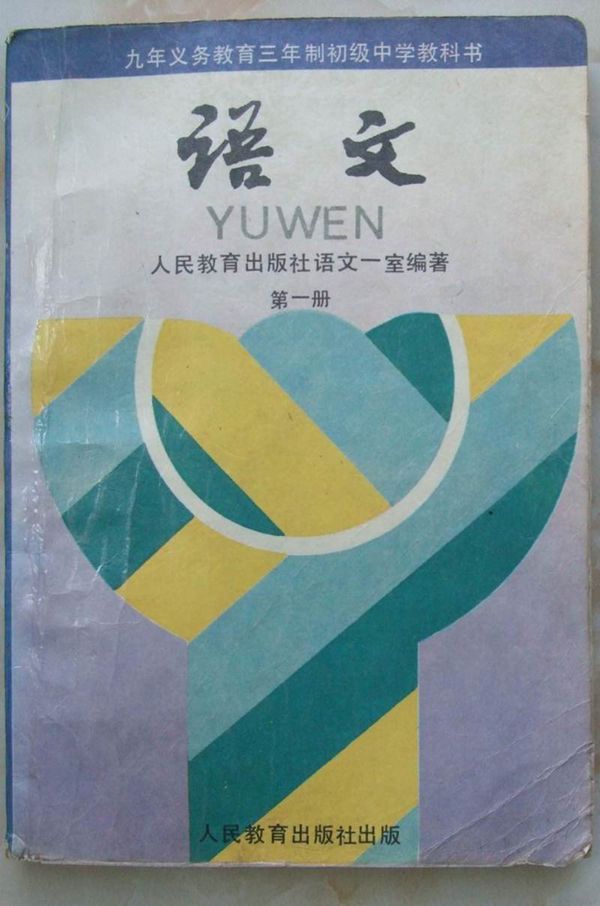 九年义务教育三年制初级中学教科书
语文
YUWEN
人民教育出版社语文一室编著
第一册
人民教育出版社出版